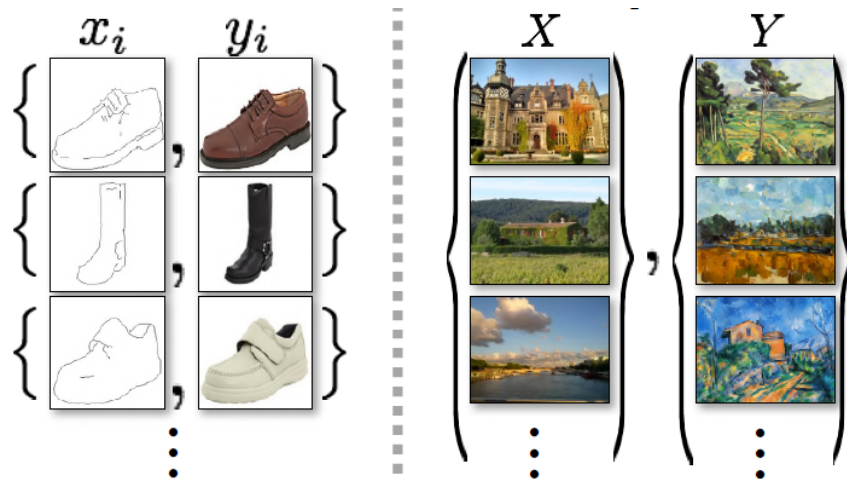 x_i y_i X Y
{ , }
{ , }
{ , } ( ) , ( )